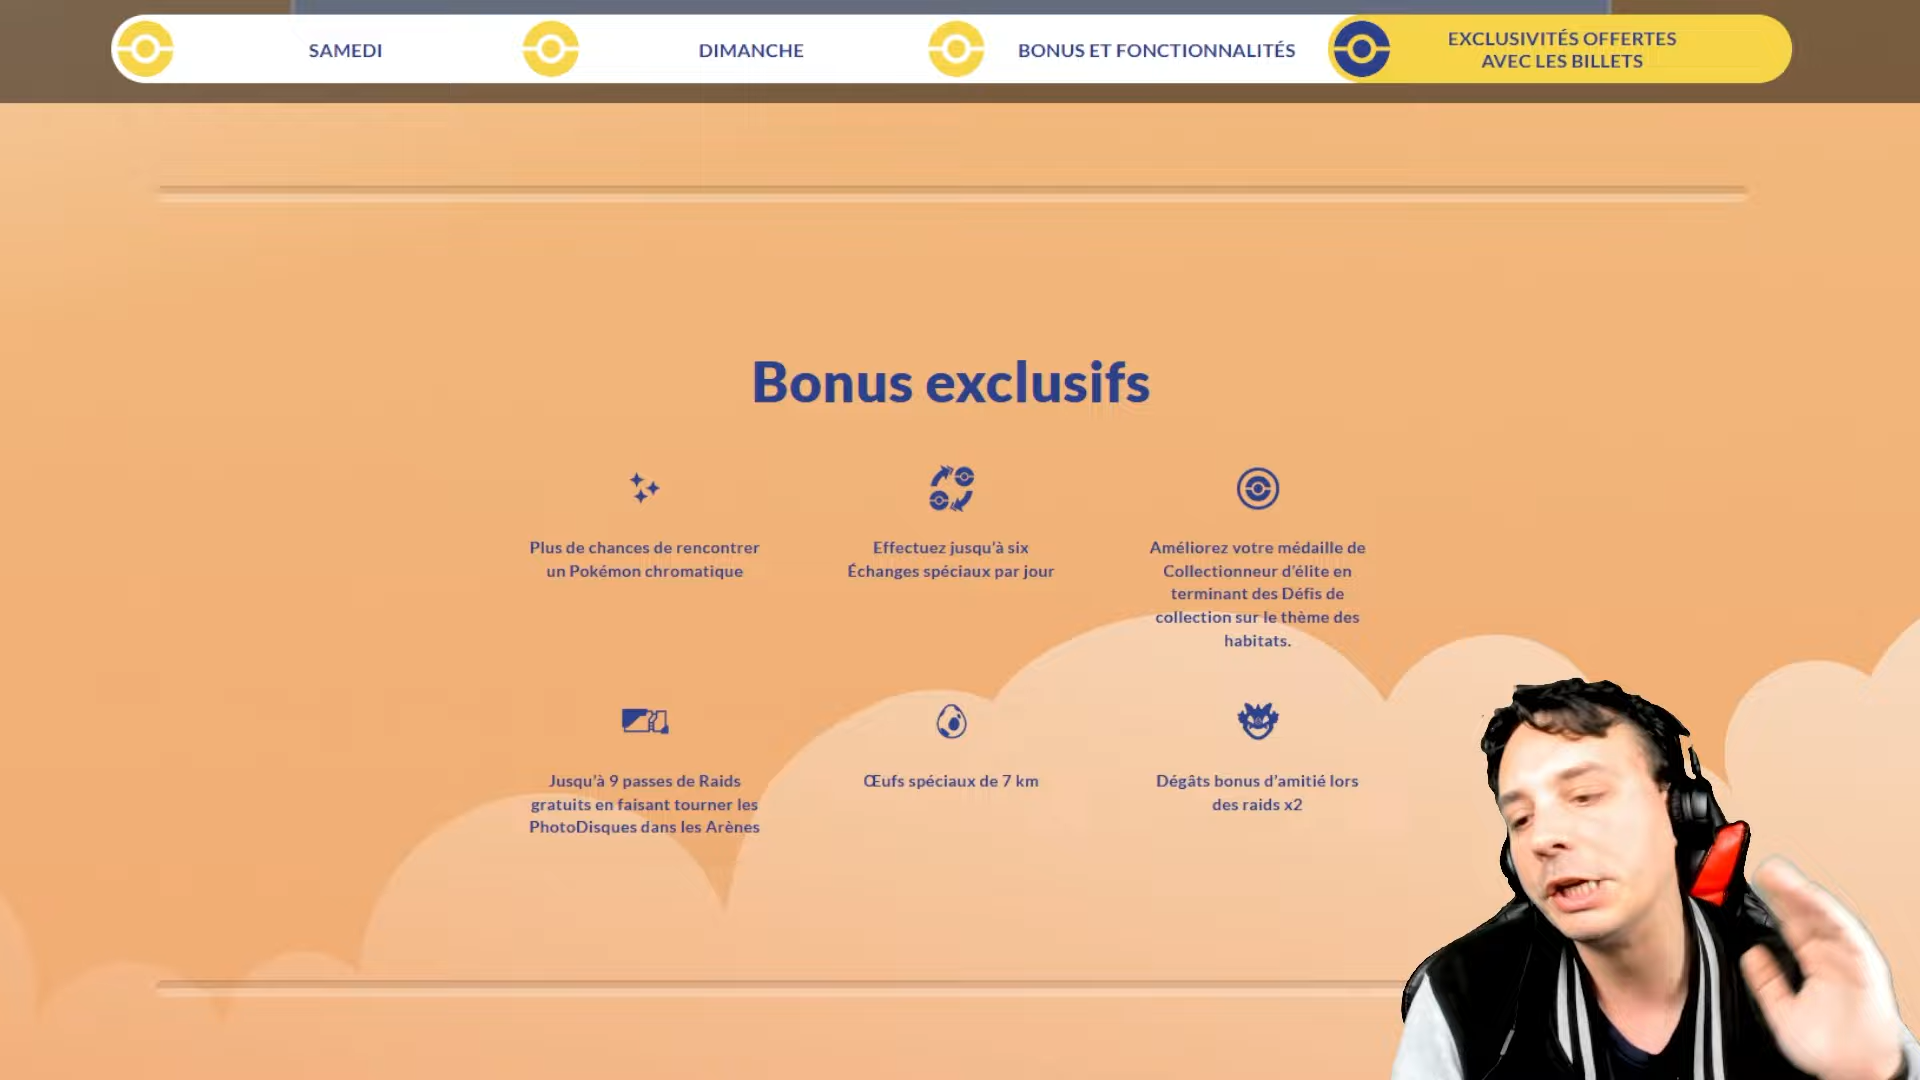 SAMEDI
DIMANCHE
BONUS ET FONCTIONNALITÉS
EXCLUSIVITÉS OFFERTES
AVEC LES BILLETS
Bonus exclusifs
Plus de chances de rencontrer
un Pokémon chromatique
Effectuez jusqu'à six
Échanges spéciaux par jour
Améliorez votre médaille de
Collectionneur d'élite en
terminant des Défis de
collection sur le thème des
habitats.
Jusqu'à 9 passes de Raids
gratuits en faisant tourner les
PhotoDisques dans les Arènes
Œufs spéciaux de 7 km
Dégâts bonus d'amitié lors
des raids x2